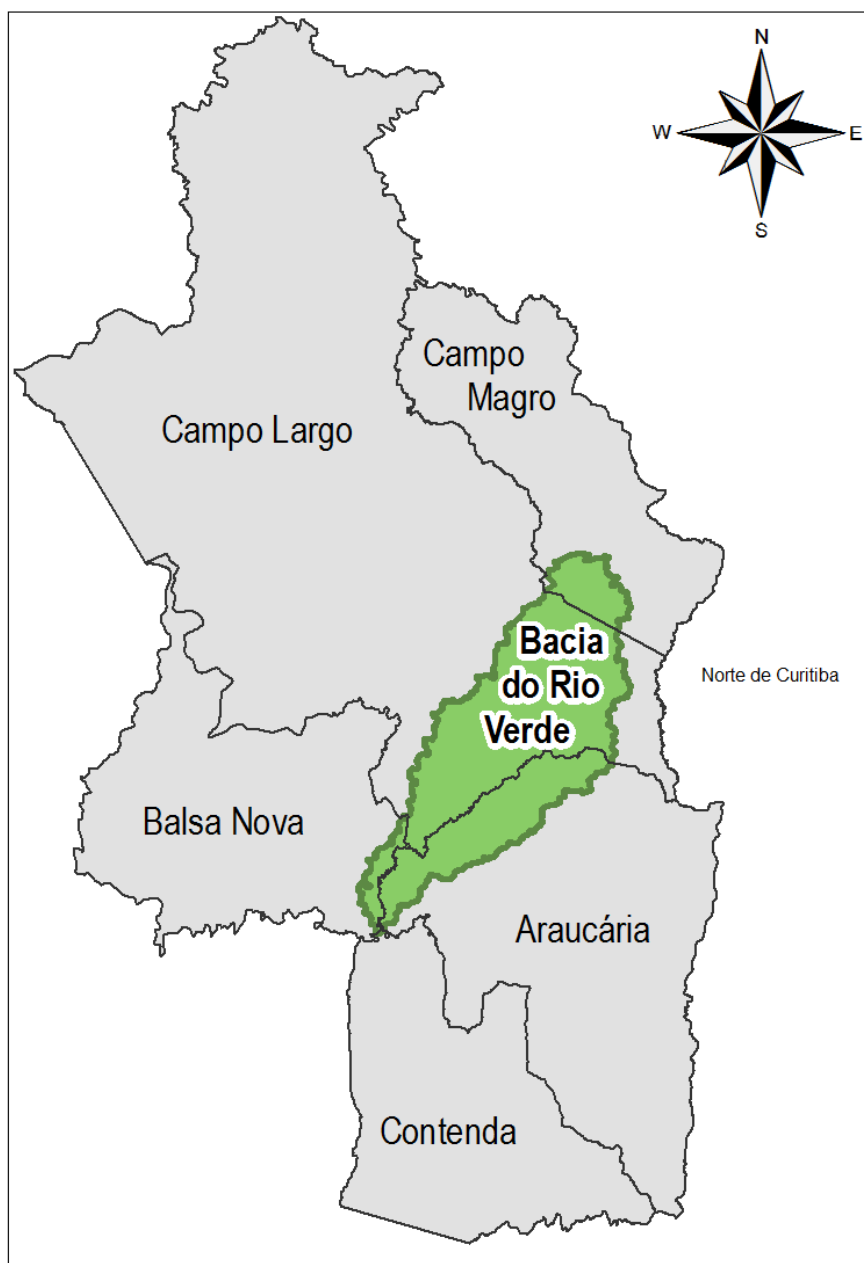 N
W
E
S
Campo
Magro
Campo Largo
Bacia
do Rio
Verde
Norte de Curitiba
Balsa Nova
Araucária
Contenda